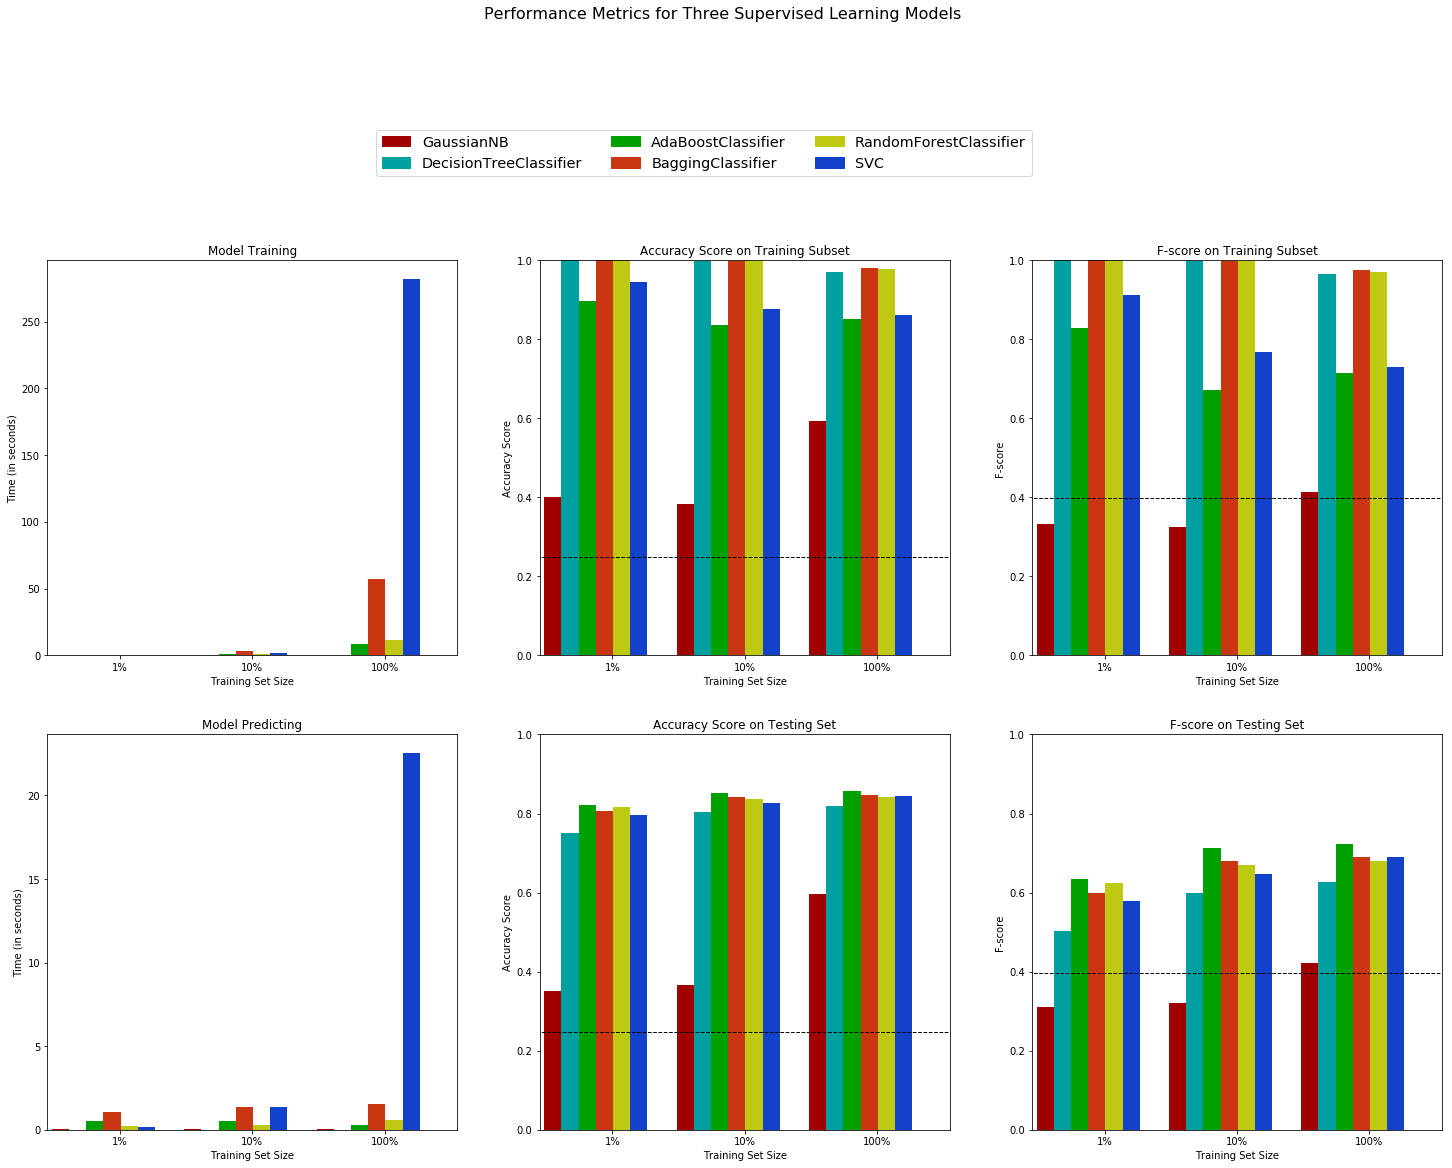 Performance Metrics for Three Supervised Learning Models
GaussianNB AdaBoostClassifier RandomForestClassifier
DecisionTreeClassifier BaggingClassifier SVC
Model Training
250
200
150
100
50
0
Time (in seconds)
1% 10% 100%
Training Set Size
Accuracy Score on Training Subset
1.0
0.8
0.6
0.4
0.2
0.0
Accuracy Score
1% 10% 100%
Training Set Size
F-score on Training Subset
1.0
0.8
0.6
0.4
0.2
0.0
F-score
1% 10% 100%
Training Set Size
Model Predicting
20
15
10
5
0
Time (in seconds)
1% 10% 100%
Training Set Size
Accuracy Score on Testing Set
1.0
0.8
0.6
0.4
0.2
0.0
Accuracy Score
1% 10% 100%
Training Set Size
F-score on Testing Set
1.0
0.8
0.6
0.4
0.2
0.0
F-score
1% 10% 100%
Training Set Size